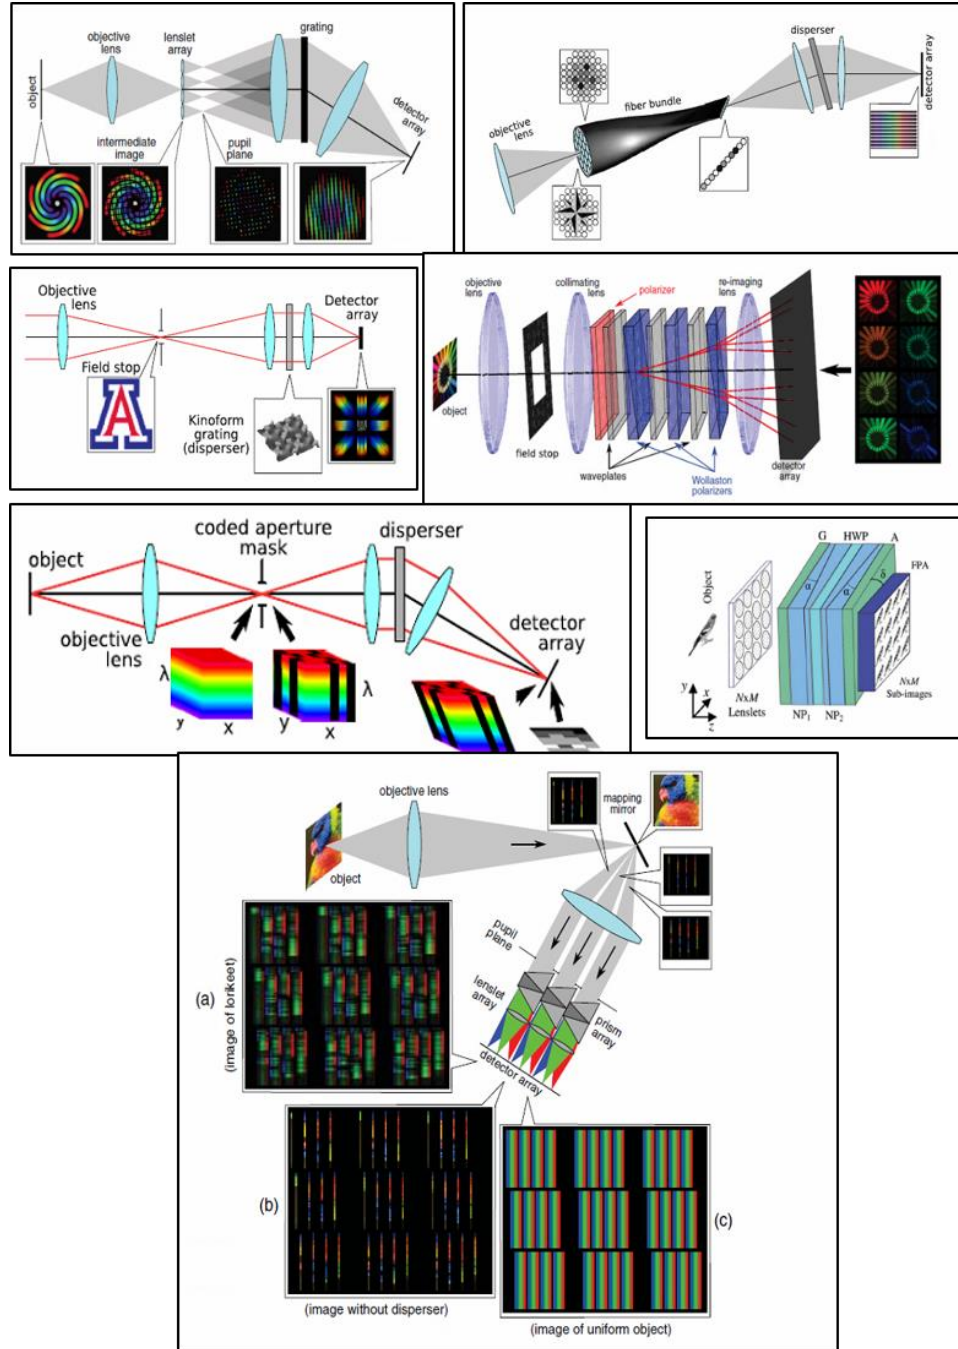 objective
lens
lenslet
array
grating
object
detector
array
intermediate
image
pupil
plane
disperser
detector array
fiber bundle
objective
lens
Objective
lens
Detector
array
Field stop
A
Kinoform
grating
(disperser)
objective
lens
collimating
lens
polarizer
re-imaging
lens
object
field stop
waveplates
Wollaston
polarizers
detector
array
coded aperture
mask
disperser
object
objective
lens
detector
array
λ
y
x
y
x
λ
G HWP A
FPA
Object
α
α
δ
y
x
z
NxM
Lenslets
NP1 NP2
NxM
Sub-images
objective lens
mapping
mirror
object
pupil
plane
lenslet
array
prism
array
detector array
(a)
(image of lorikeet)
(b)
(image without disperser)
(c)
(image of uniform object)